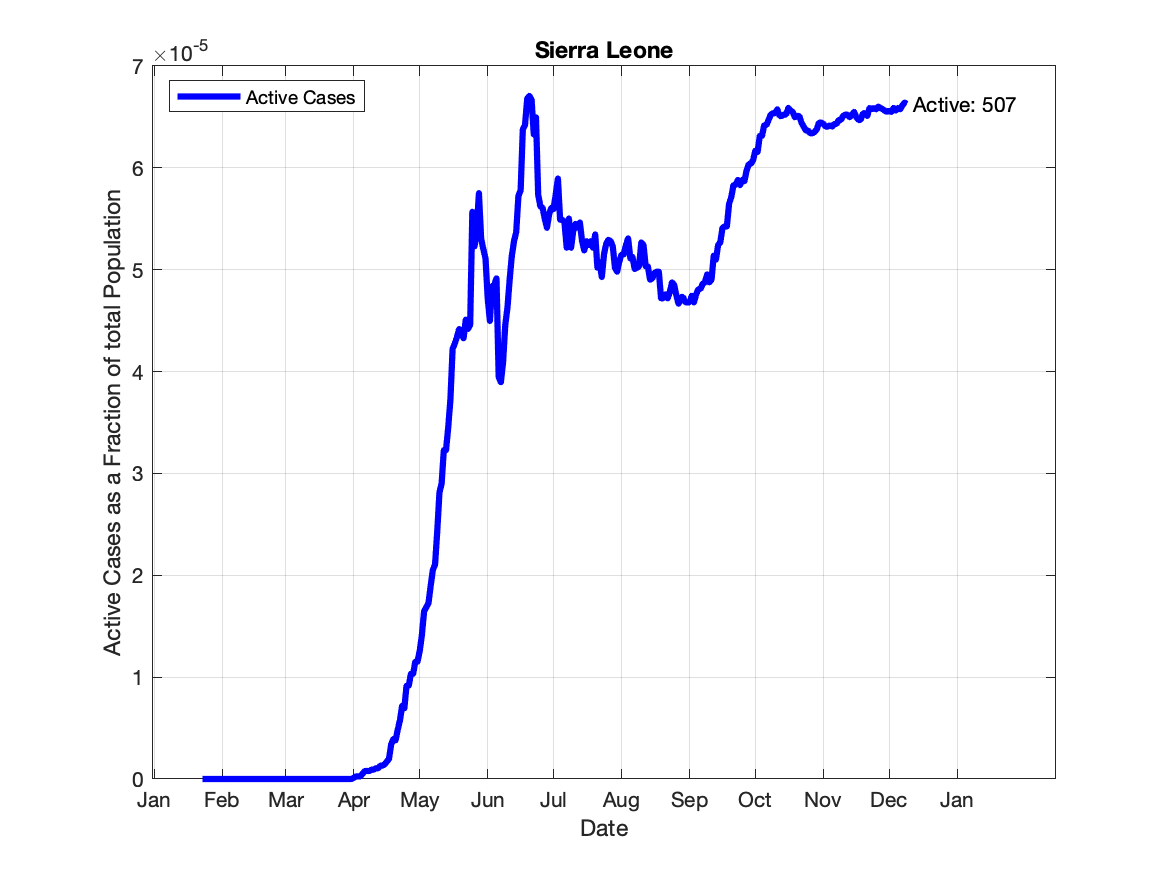 Sierra Leone
×10-5
7
Active Cases
Active: 507
6
5
4
3
2
1
0
Active Cases as a Fraction of total Population
Jan Feb Mar Apr May Jun Jul Aug Sep Oct Nov Dec Jan
Date